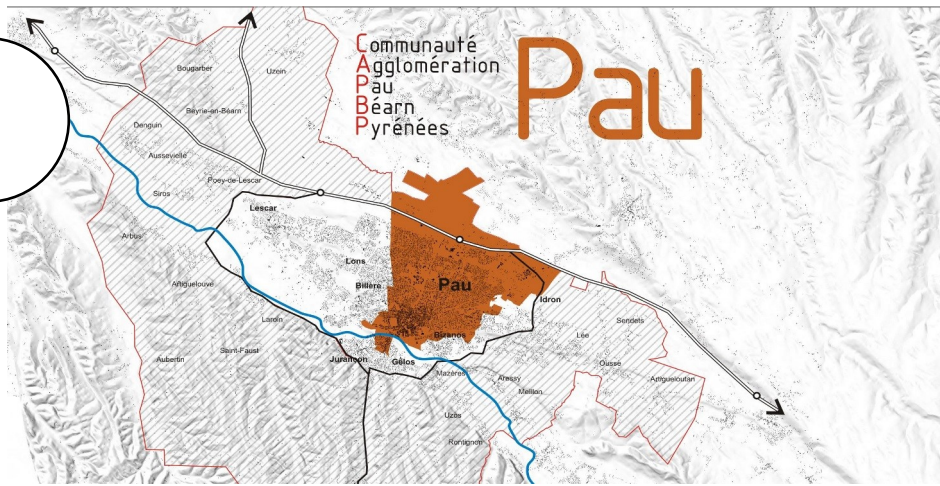 Communauté
Agglomération
Pau
Béarn
Pyrénées
Pau
Bougarber
Uzein
Beyrie-en-Béarn
Denguin
Aussevielle
Poey-de-Lescar
Siros
Lescar
Arbus
Lons
Artiguelouve
Billère
Pau
Idron
Laroin
Sendets
Bizanos
Lée
Saint-Faust
Aubertin
Jurançon
Gélos
Ousse
Mazères
Aressy
Artigueloutan
Meillon
Uzos
Rontignon